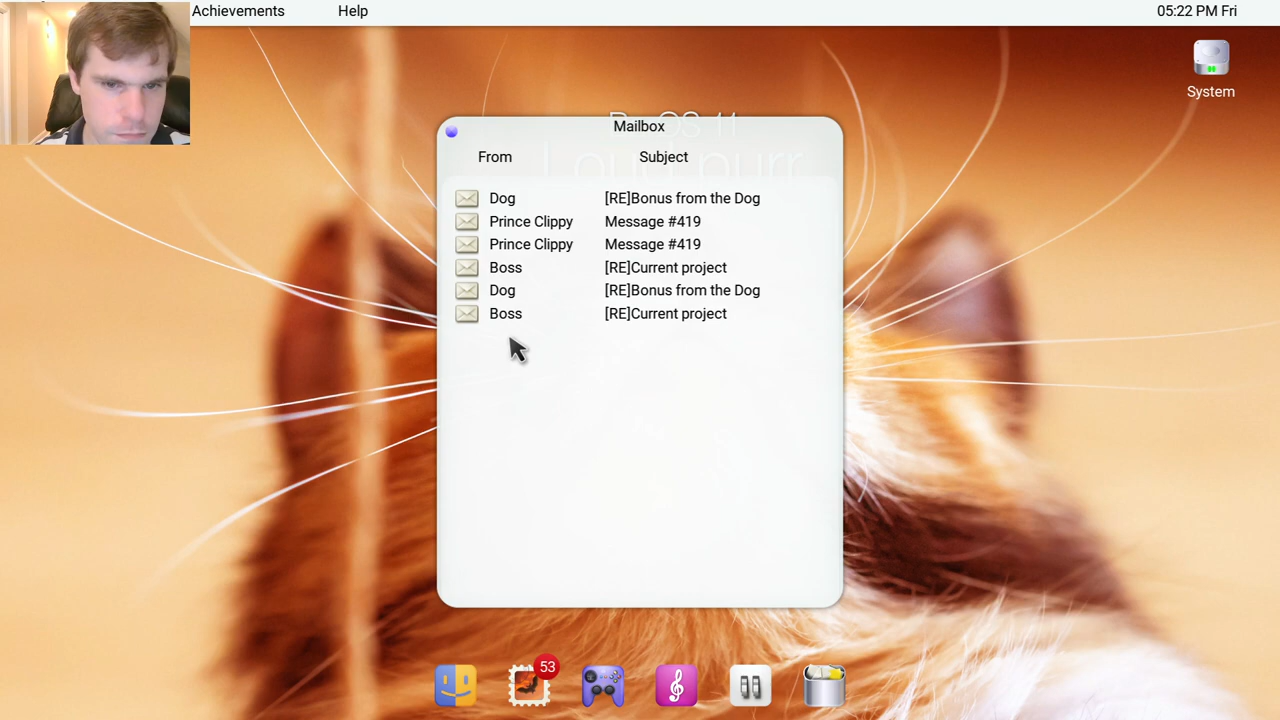 Achievements Help 05:22 PM Fri
System
Mailbox
From Subject
Dog [RE]Bonus from the Dog
Prince Clippy Message #419
Prince Clippy Message #419
Boss [RE]Current project
Dog [RE]Bonus from the Dog
Boss [RE]Current project
53